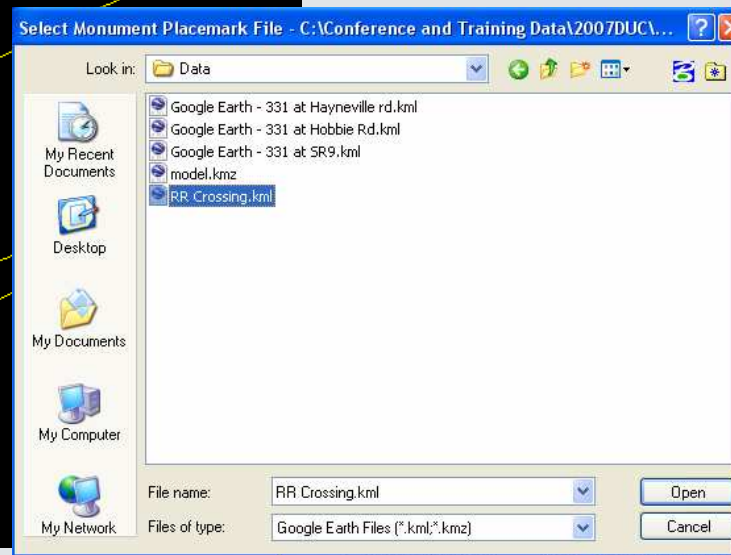 Select Monument Placemark File - C:\Conference and Training Data\2007DUC\...
Look in:
Data
My Recent
Documents
Desktop
My Documents
My Computer
My Network
Google Earth - 331 at Hayneville rd.kml
Google Earth - 331 at Hobbie Rd.kml
Google Earth - 331 at SR9.kml
model.kmz
RR Crossing.kml
File name:
RR Crossing.kml
Open
Files of type:
Google Earth Files (*.kml;*.kmz)
Cancel